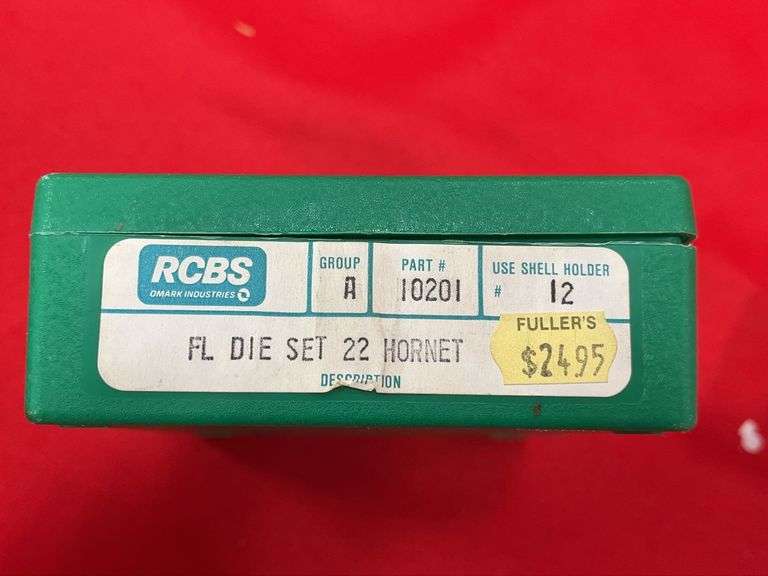 RCBS
OMARK INDUSTRIES
GROUP
A
PART #
10201
USE SHELL HOLDER
# 12
FL DIE SET 22 HORNET
DESCRIPTION
FULLER'S
$24.95